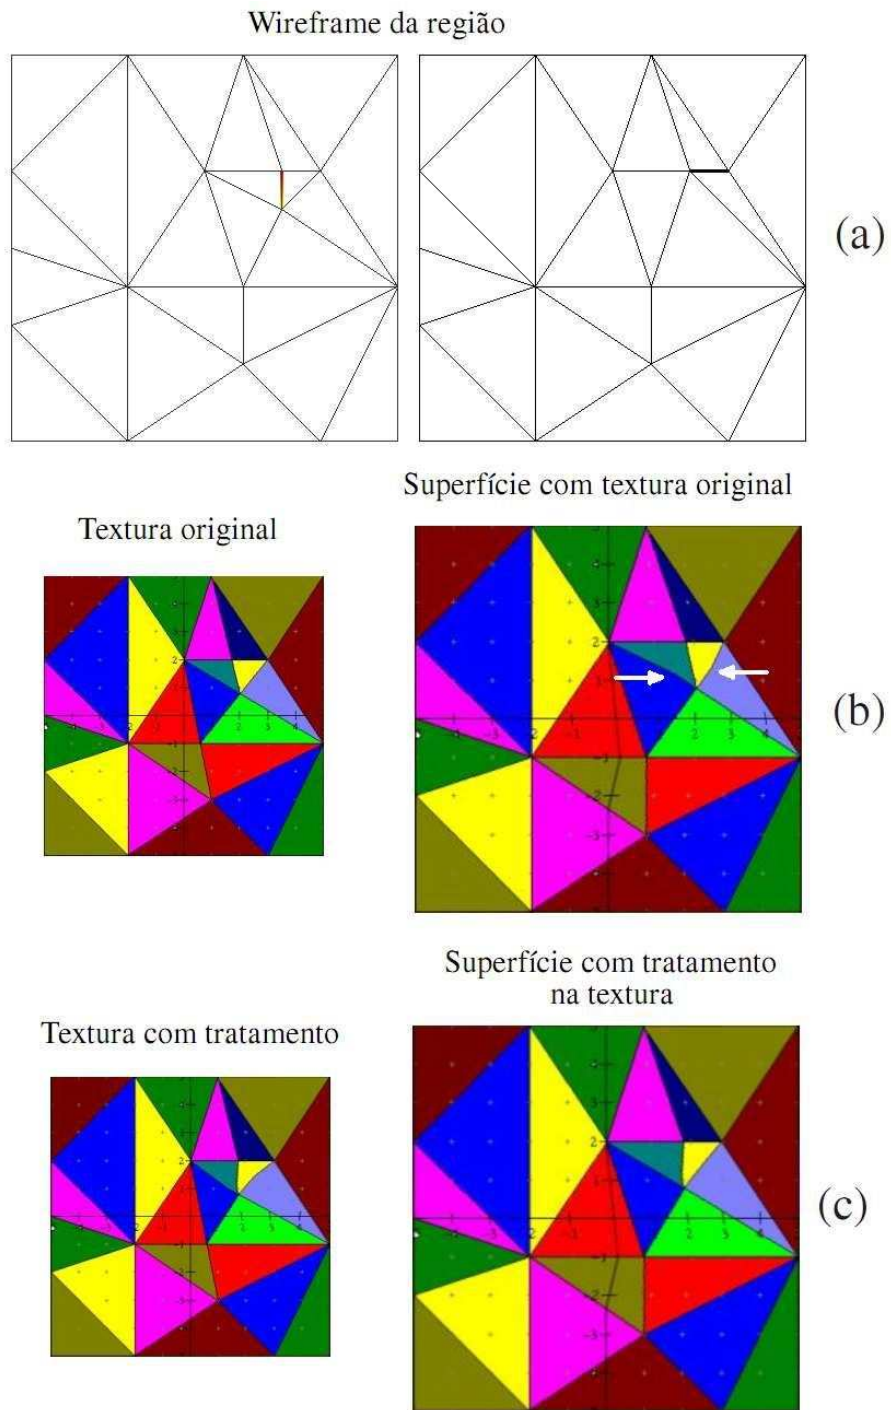 Wireframe da região
(a)
Superfície com textura original
Textura original
(b)
Superfície com tratamento
na textura
Textura com tratamento
(c)